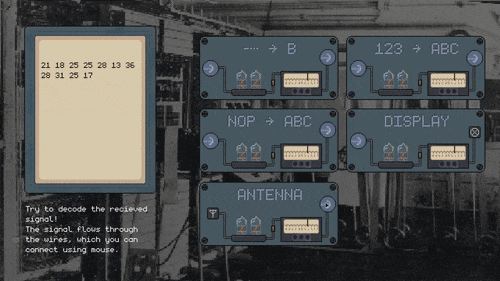 21 18 25 25 28 13 36
28 31 25 17
Try to decode the recieved
signal!
The signal flows through
the wires, which you can
connect using mouse.
-··· → B
123 → ABC
NOP → ABC
DISPLAY
ANTENNA